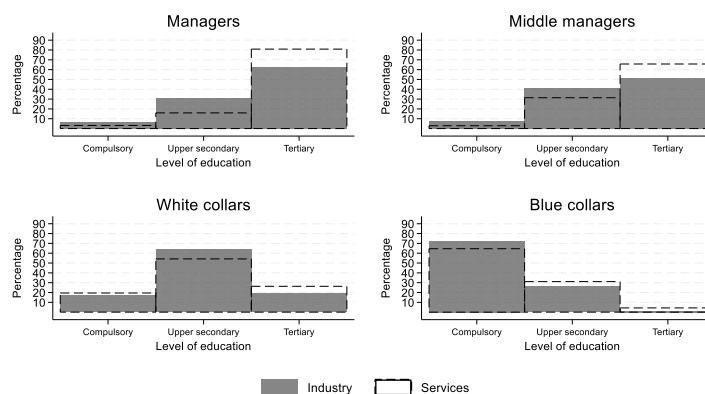 Managers
Percentage
90
80
70
60
50
40
30
20
10
Compulsory Upper secondary Tertiary
Level of education
Middle managers
Percentage
90
80
70
60
50
40
30
20
10
Compulsory Upper secondary Tertiary
Level of education
White collars
Percentage
90
80
70
60
50
40
30
20
10
Compulsory Upper secondary Tertiary
Level of education
Blue collars
Percentage
90
80
70
60
50
40
30
20
10
Compulsory Upper secondary Tertiary
Level of education
Industry Services